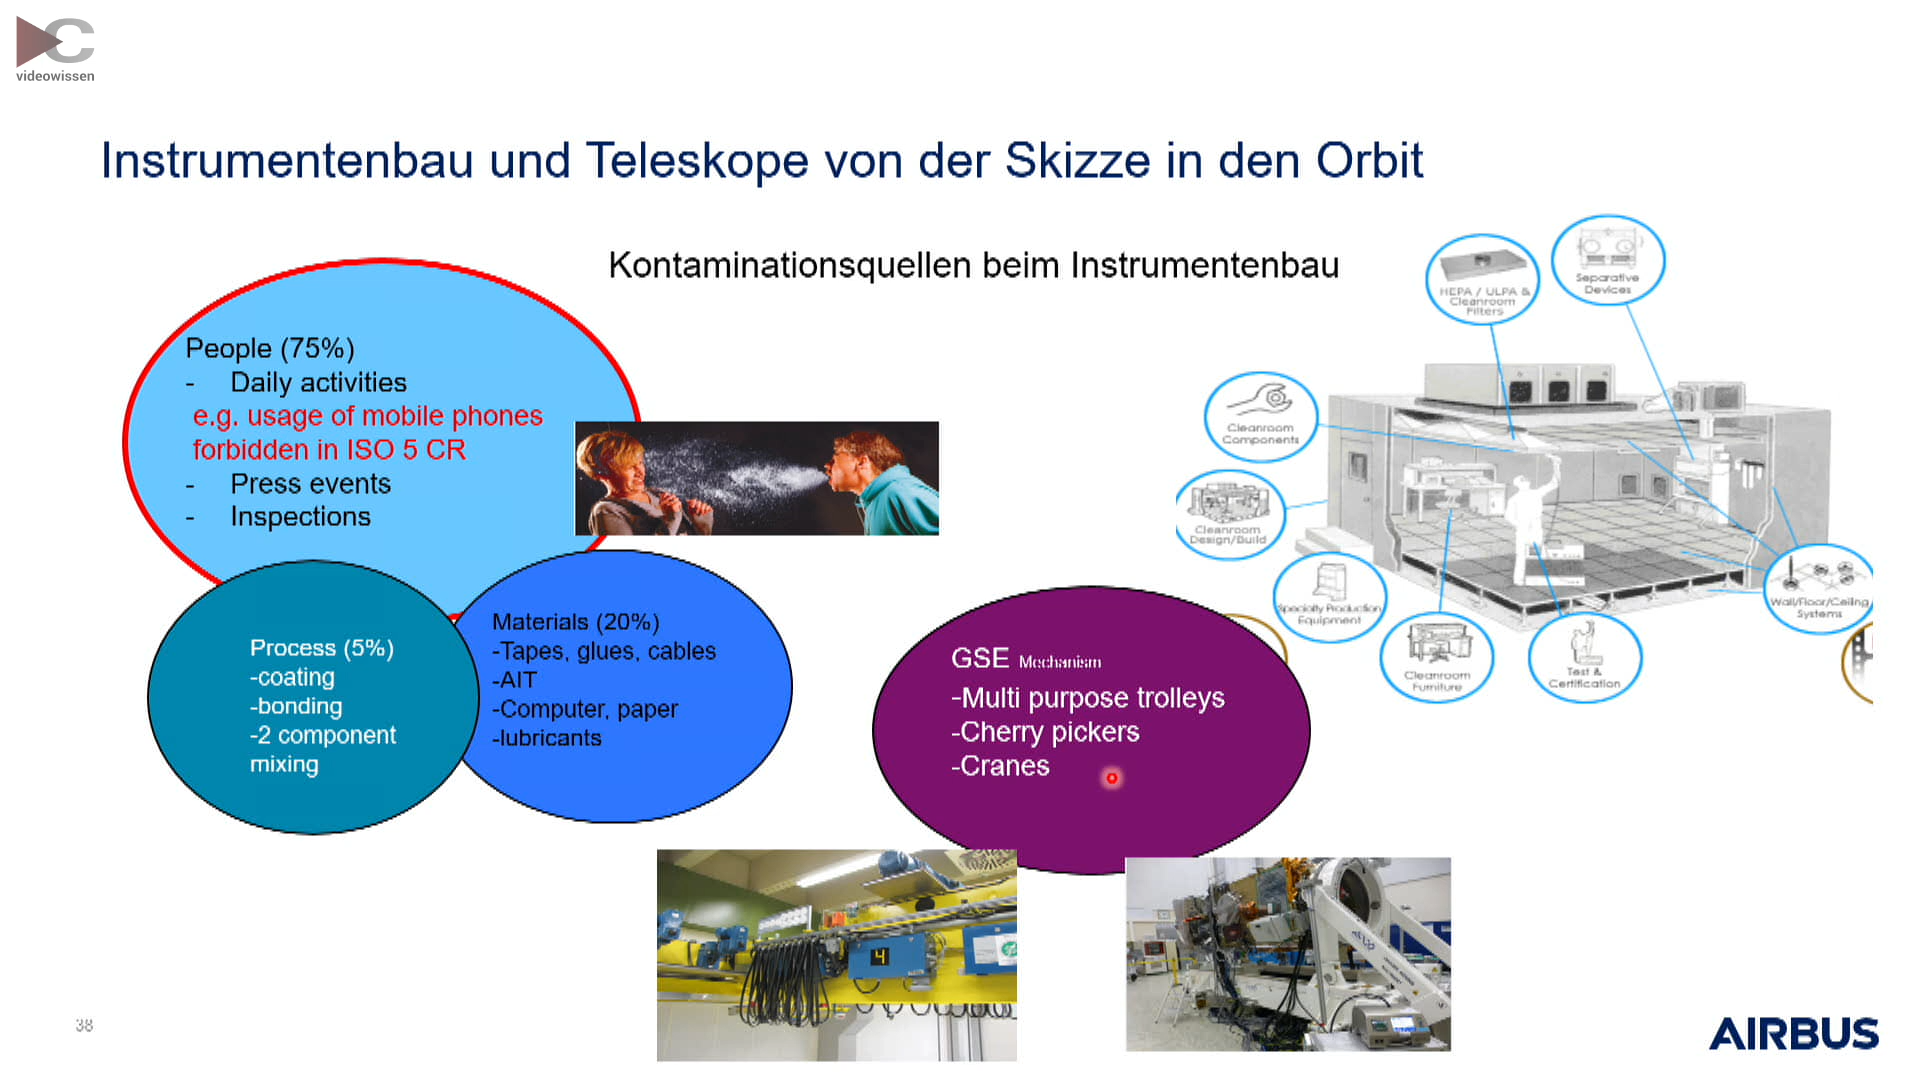 videowissen
Instrumentenbau und Teleskope von der Skizze in den Orbit
Kontaminationsquellen beim Instrumentenbau
People (75%)
- Daily activities
e.g. usage of mobile phones
forbidden in ISO 5 CR
- Press events
- Inspections
Process (5%)
-coating
-bonding
-2 component
mixing
Materials (20%)
-Tapes, glues, cables
-AIT
-Computer, paper
-lubricants
GSE Mechanism
-Multi purpose trolleys
-Cherry pickers
-Cranes
HEPA / ULPA &
Cleanroom
Filters
Separative
Devices
Cleanroom
Components
Cleanroom
Design/Build
Specialty Production
Equipment
Cleanroom
Furniture
Test &
Certification
Wall/Floor/Ceiling
Systems
4
38
AIRBUS